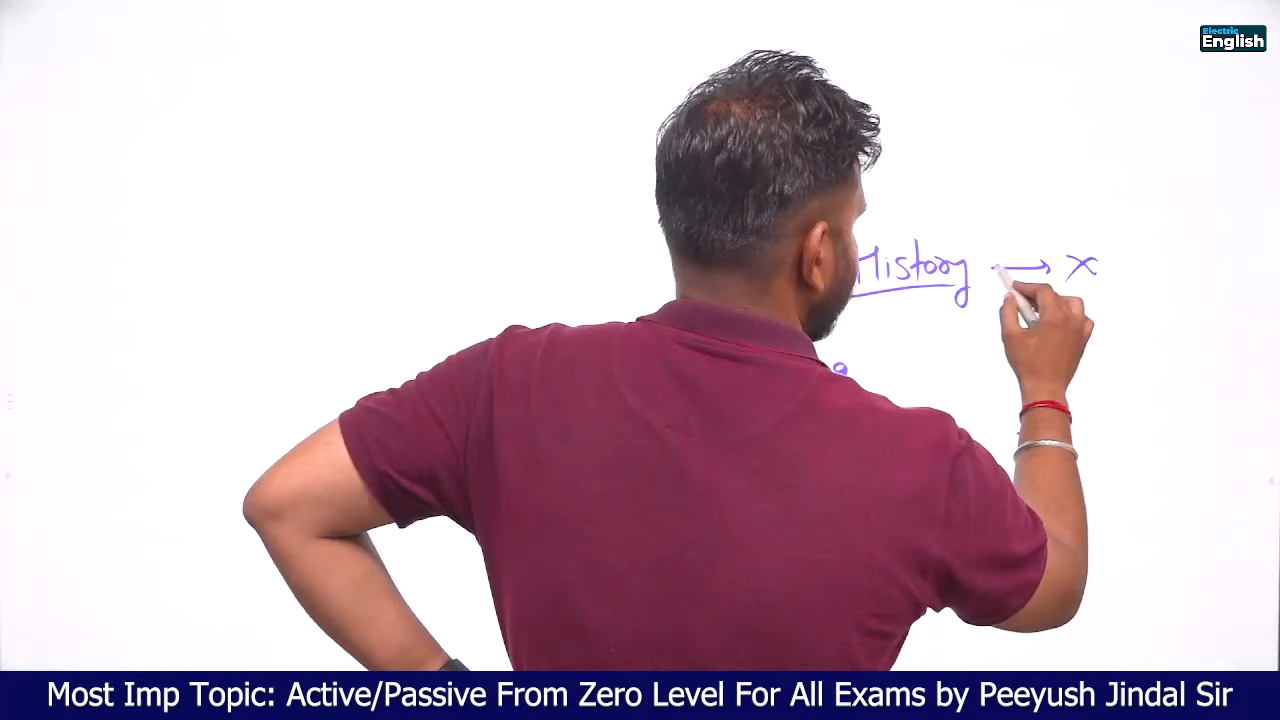 Electric
English
History → X
Most Imp Topic: Active/Passive From Zero Level For All Exams by Peeyush Jindal Sir